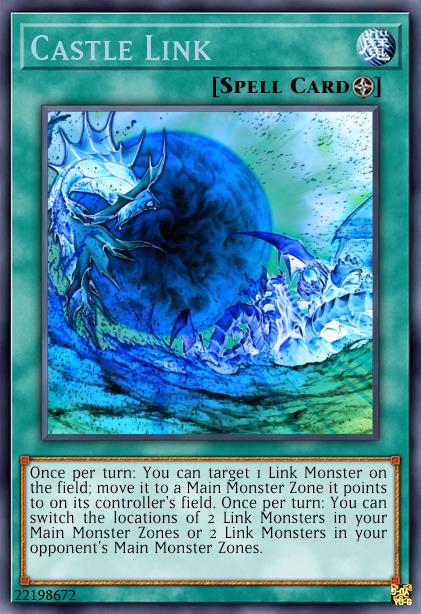 Castle Link
魔
[Spell Card]
Once per turn: You can target 1 Link Monster on
the field; move it to a Main Monster Zone it points
to on its controller's field. Once per turn: You can
switch the locations of 2 Link Monsters in your
Main Monster Zones or 2 Link Monsters in your
opponent's Main Monster Zones.
22198672